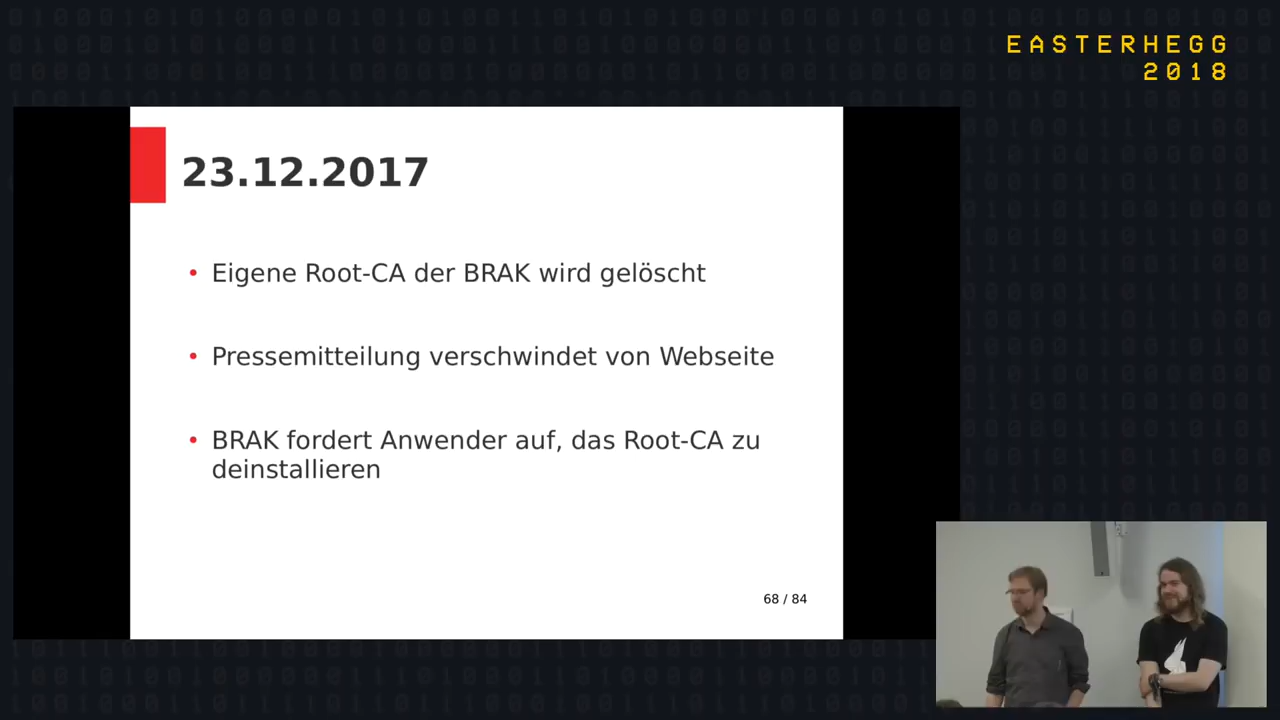 EASTERHEGG
2018
23.12.2017
• Eigene Root-CA der BRAK wird gelöscht
• Pressemitteilung verschwindet von Webseite
• BRAK fordert Anwender auf, das Root-CA zu
deinstallieren
68 / 84